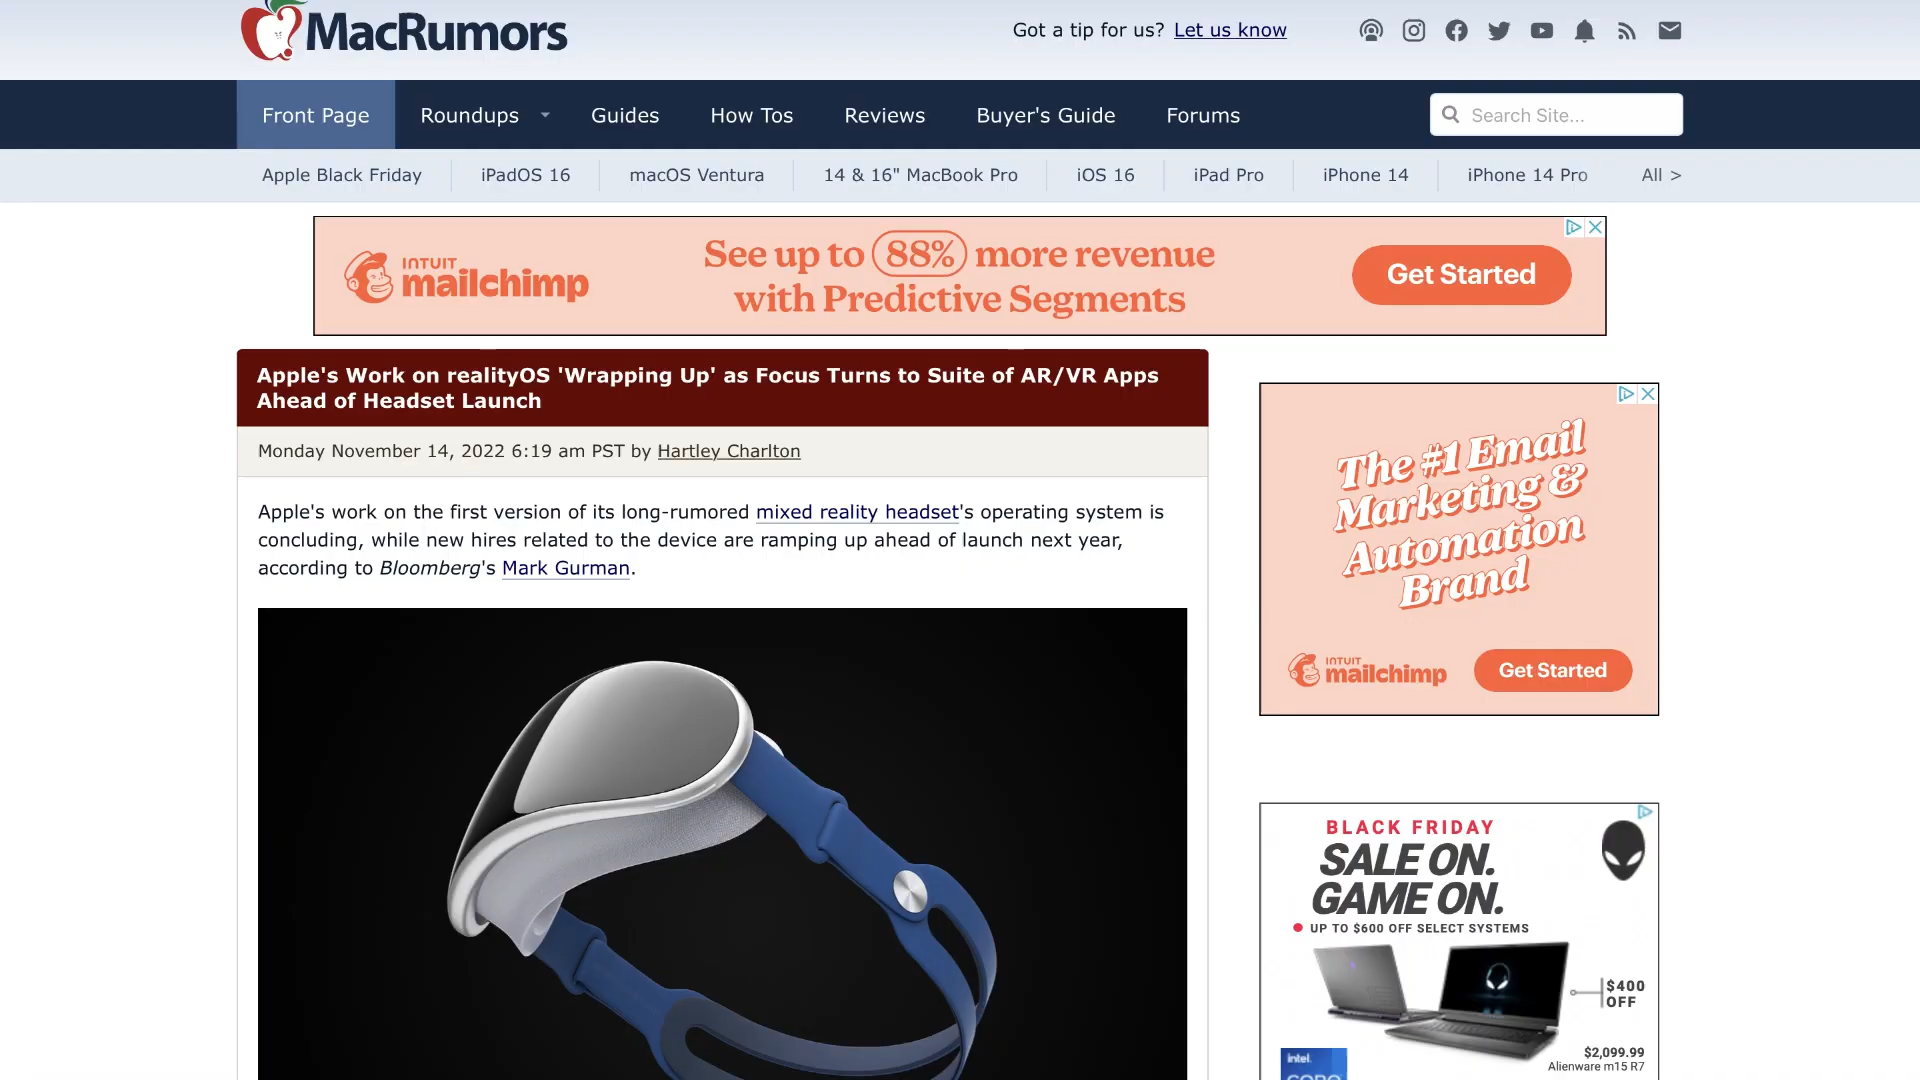 MacRumors
Got a tip for us? Let us know
Front Page Roundups Guides How Tos Reviews Buyer's Guide Forums
Search Site...
Apple Black Friday iPadOS 16 macOS Ventura 14 & 16" MacBook Pro iOS 16 iPad Pro iPhone 14 iPhone 14 Pro All >
INTUIT
mailchimp
See up to 88% more revenue
with Predictive Segments
Get Started
Apple's Work on realityOS 'Wrapping Up' as Focus Turns to Suite of AR/VR Apps
Ahead of Headset Launch
Monday November 14, 2022 6:19 am PST by Hartley Charlton
Apple's work on the first version of its long-rumored mixed reality headset's operating system is
concluding, while new hires related to the device are ramping up ahead of launch next year,
according to Bloomberg's Mark Gurman.
The #1 Email
Marketing &
Automation
Brand
INTUIT
mailchimp
Get Started
BLACK FRIDAY
SALE ON.
GAME ON.
UP TO $600 OFF SELECT SYSTEMS
$400
OFF
$2,099.99
Alienware m15 R7
intel.
CORE